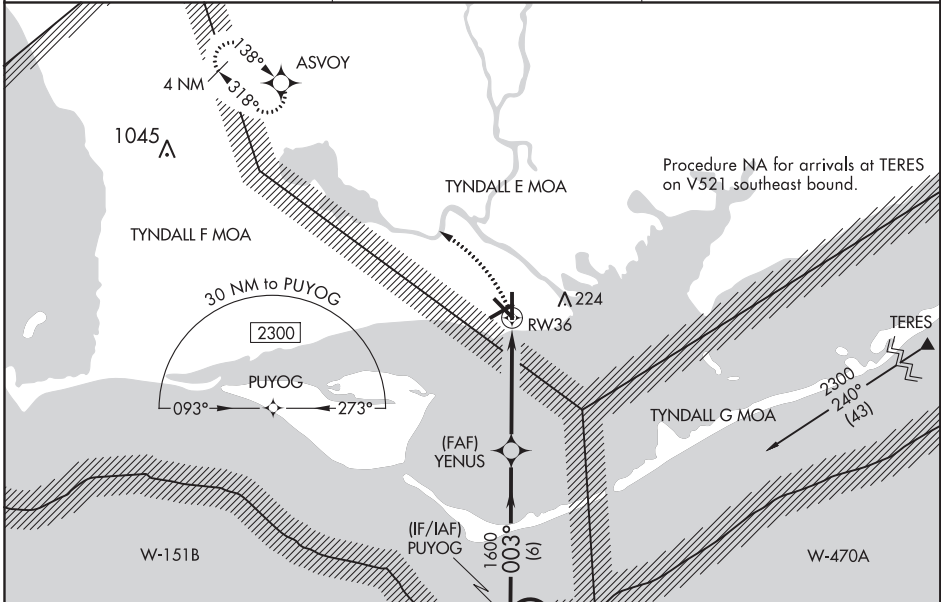 138°
ASVOY
4 NM
318°
1045
Procedure NA for arrivals at TERES
on V521 southeast bound.
TYNDALL E MOA
TYNDALL F MOA
30 NM to PUYOG
2300
224
RW36
TERES
PUYOG
093°
273°
2300
240°
(43)
TYNDALL G MOA
(FAF)
YENUS
(IF/IAF)
PUYOG
1600
003°
(6)
W-151B
W-470A